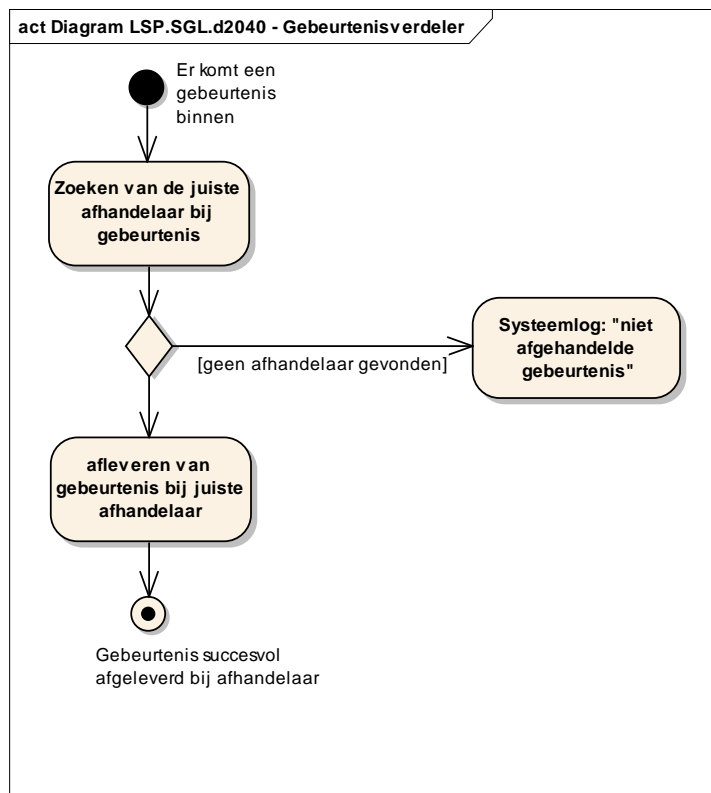 act Diagram LSP.SGL.d2040 - Gebeurtenisverdeler
Er komt een
gebeurtenis
binnen
Zoeken van de juiste
afhandelaar bij
gebeurtenis
Systeemlog: "niet
afgehandelde
gebeurtenis"
[geen afhandelaar gevonden]
afleveren van
gebeurtenis bij juiste
afhandelaar
Gebeurtenis succesvol
afgeleverd bij afhandelaar